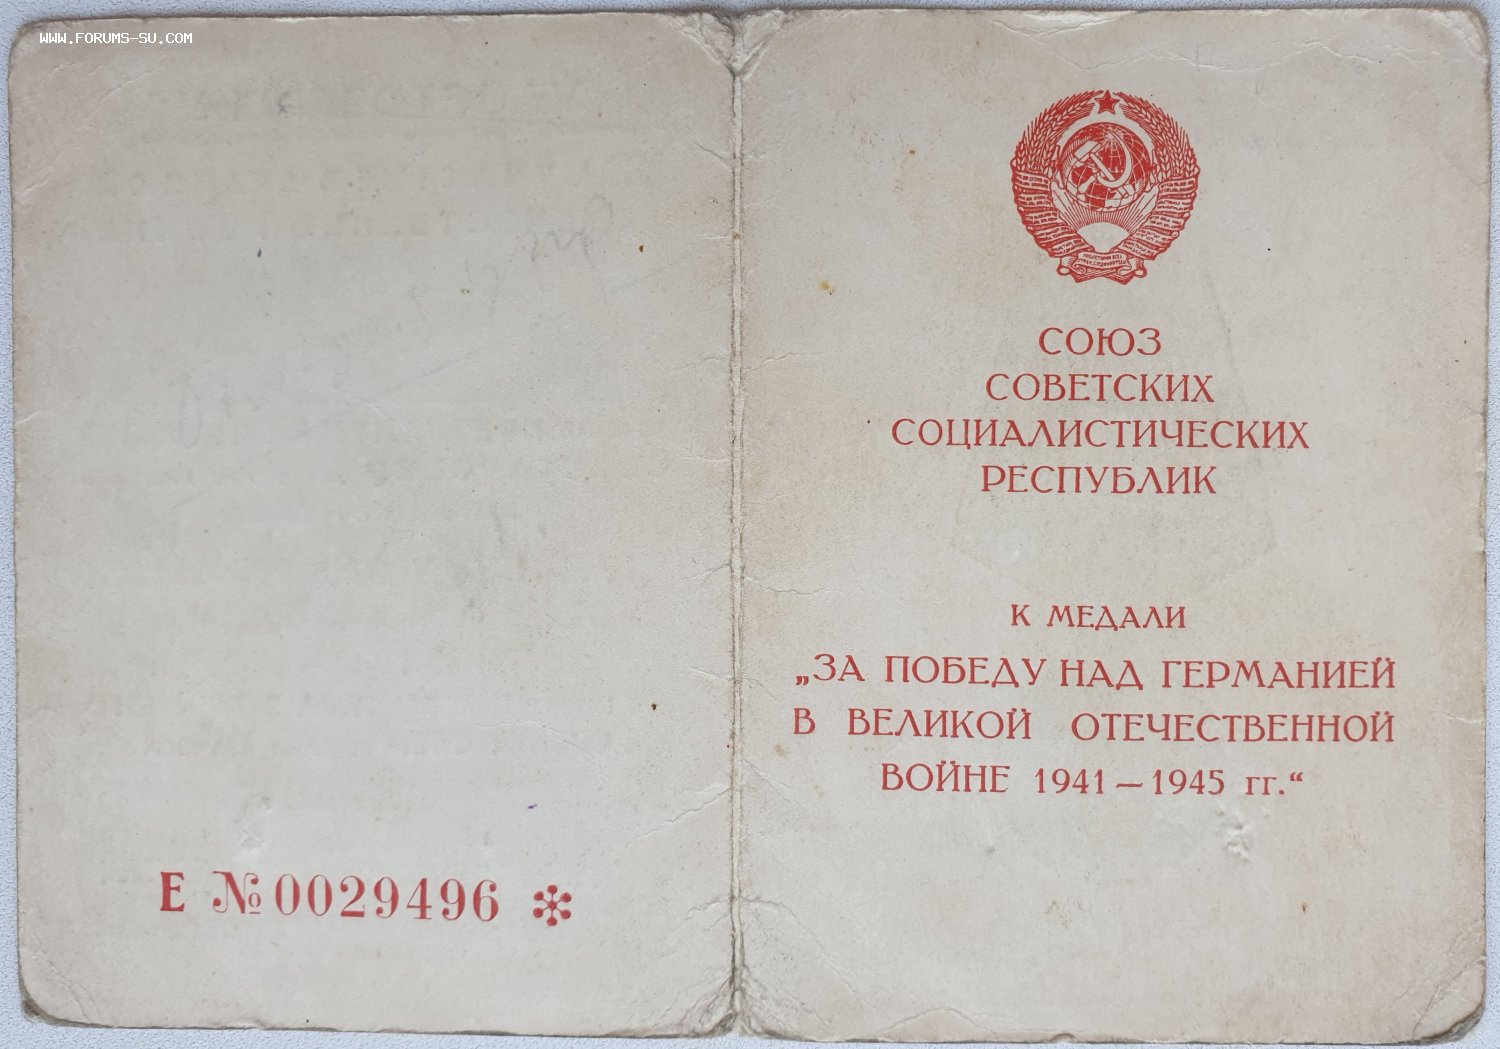 WWW.FORUMS-SU.COM
Е №0029496 *
СОЮЗ
СОВЕТСКИХ
СОЦИАЛИСТИЧЕСКИХ
РЕСПУБЛИК
К МЕДАЛИ
„ЗА ПОБЕДУ НАД ГЕРМАНИЕЙ
В ВЕЛИКОЙ ОТЕЧЕСТВЕННОЙ
ВОЙНЕ 1941—1945 гг.“